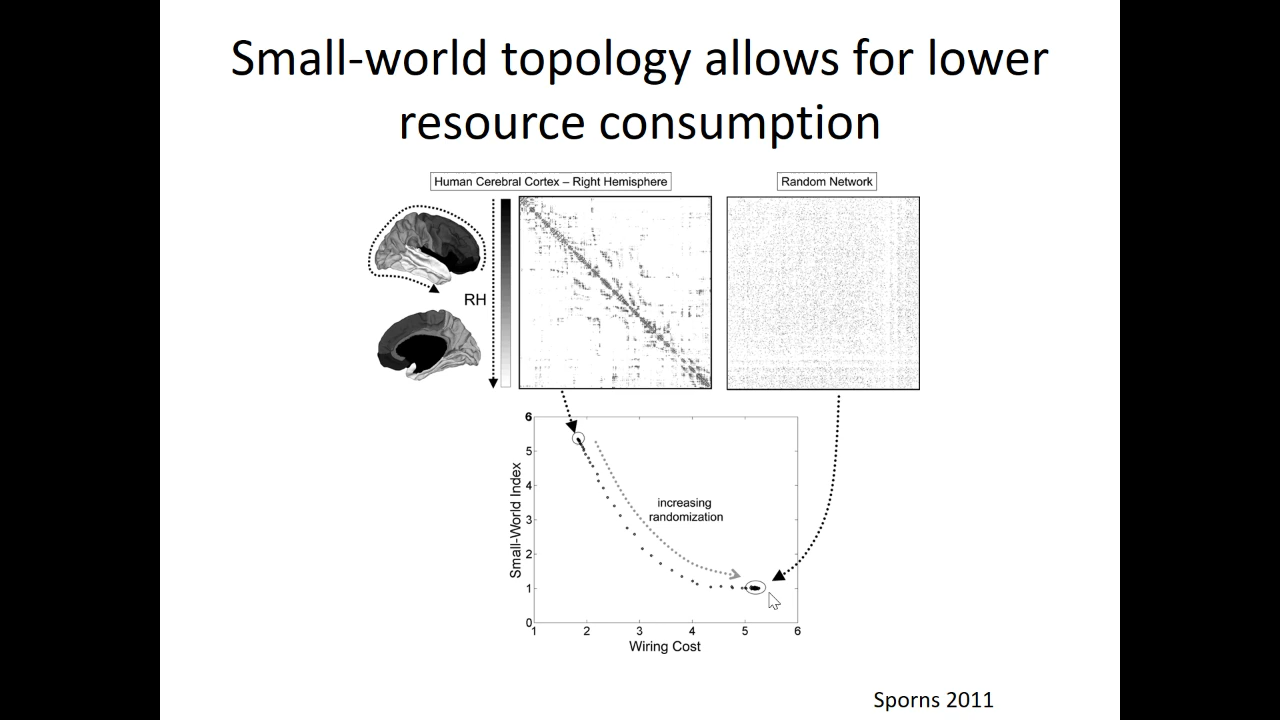 Small-world topology allows for lower
resource consumption
Human Cerebral Cortex – Right Hemisphere
Random Network
RH
6
5
4
3
2
1
0
Small-World Index
increasing
randomization
1 2 3 4 5 6
Wiring Cost
Sporns 2011